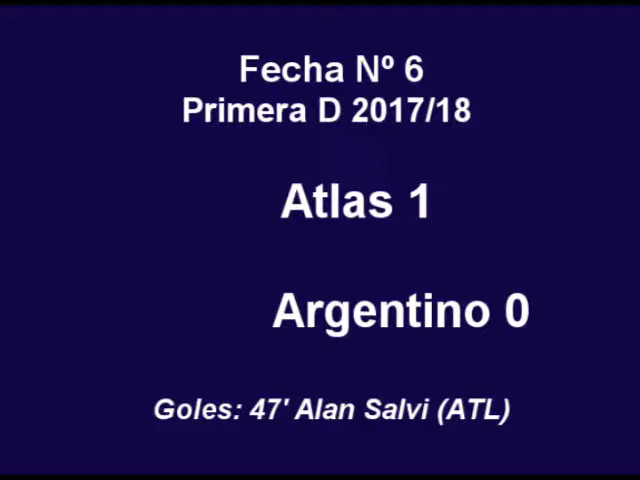 Fecha Nº 6
Primera D 2017/18
Atlas 1
Argentino 0
Goles: 47' Alan Salvi (ATL)